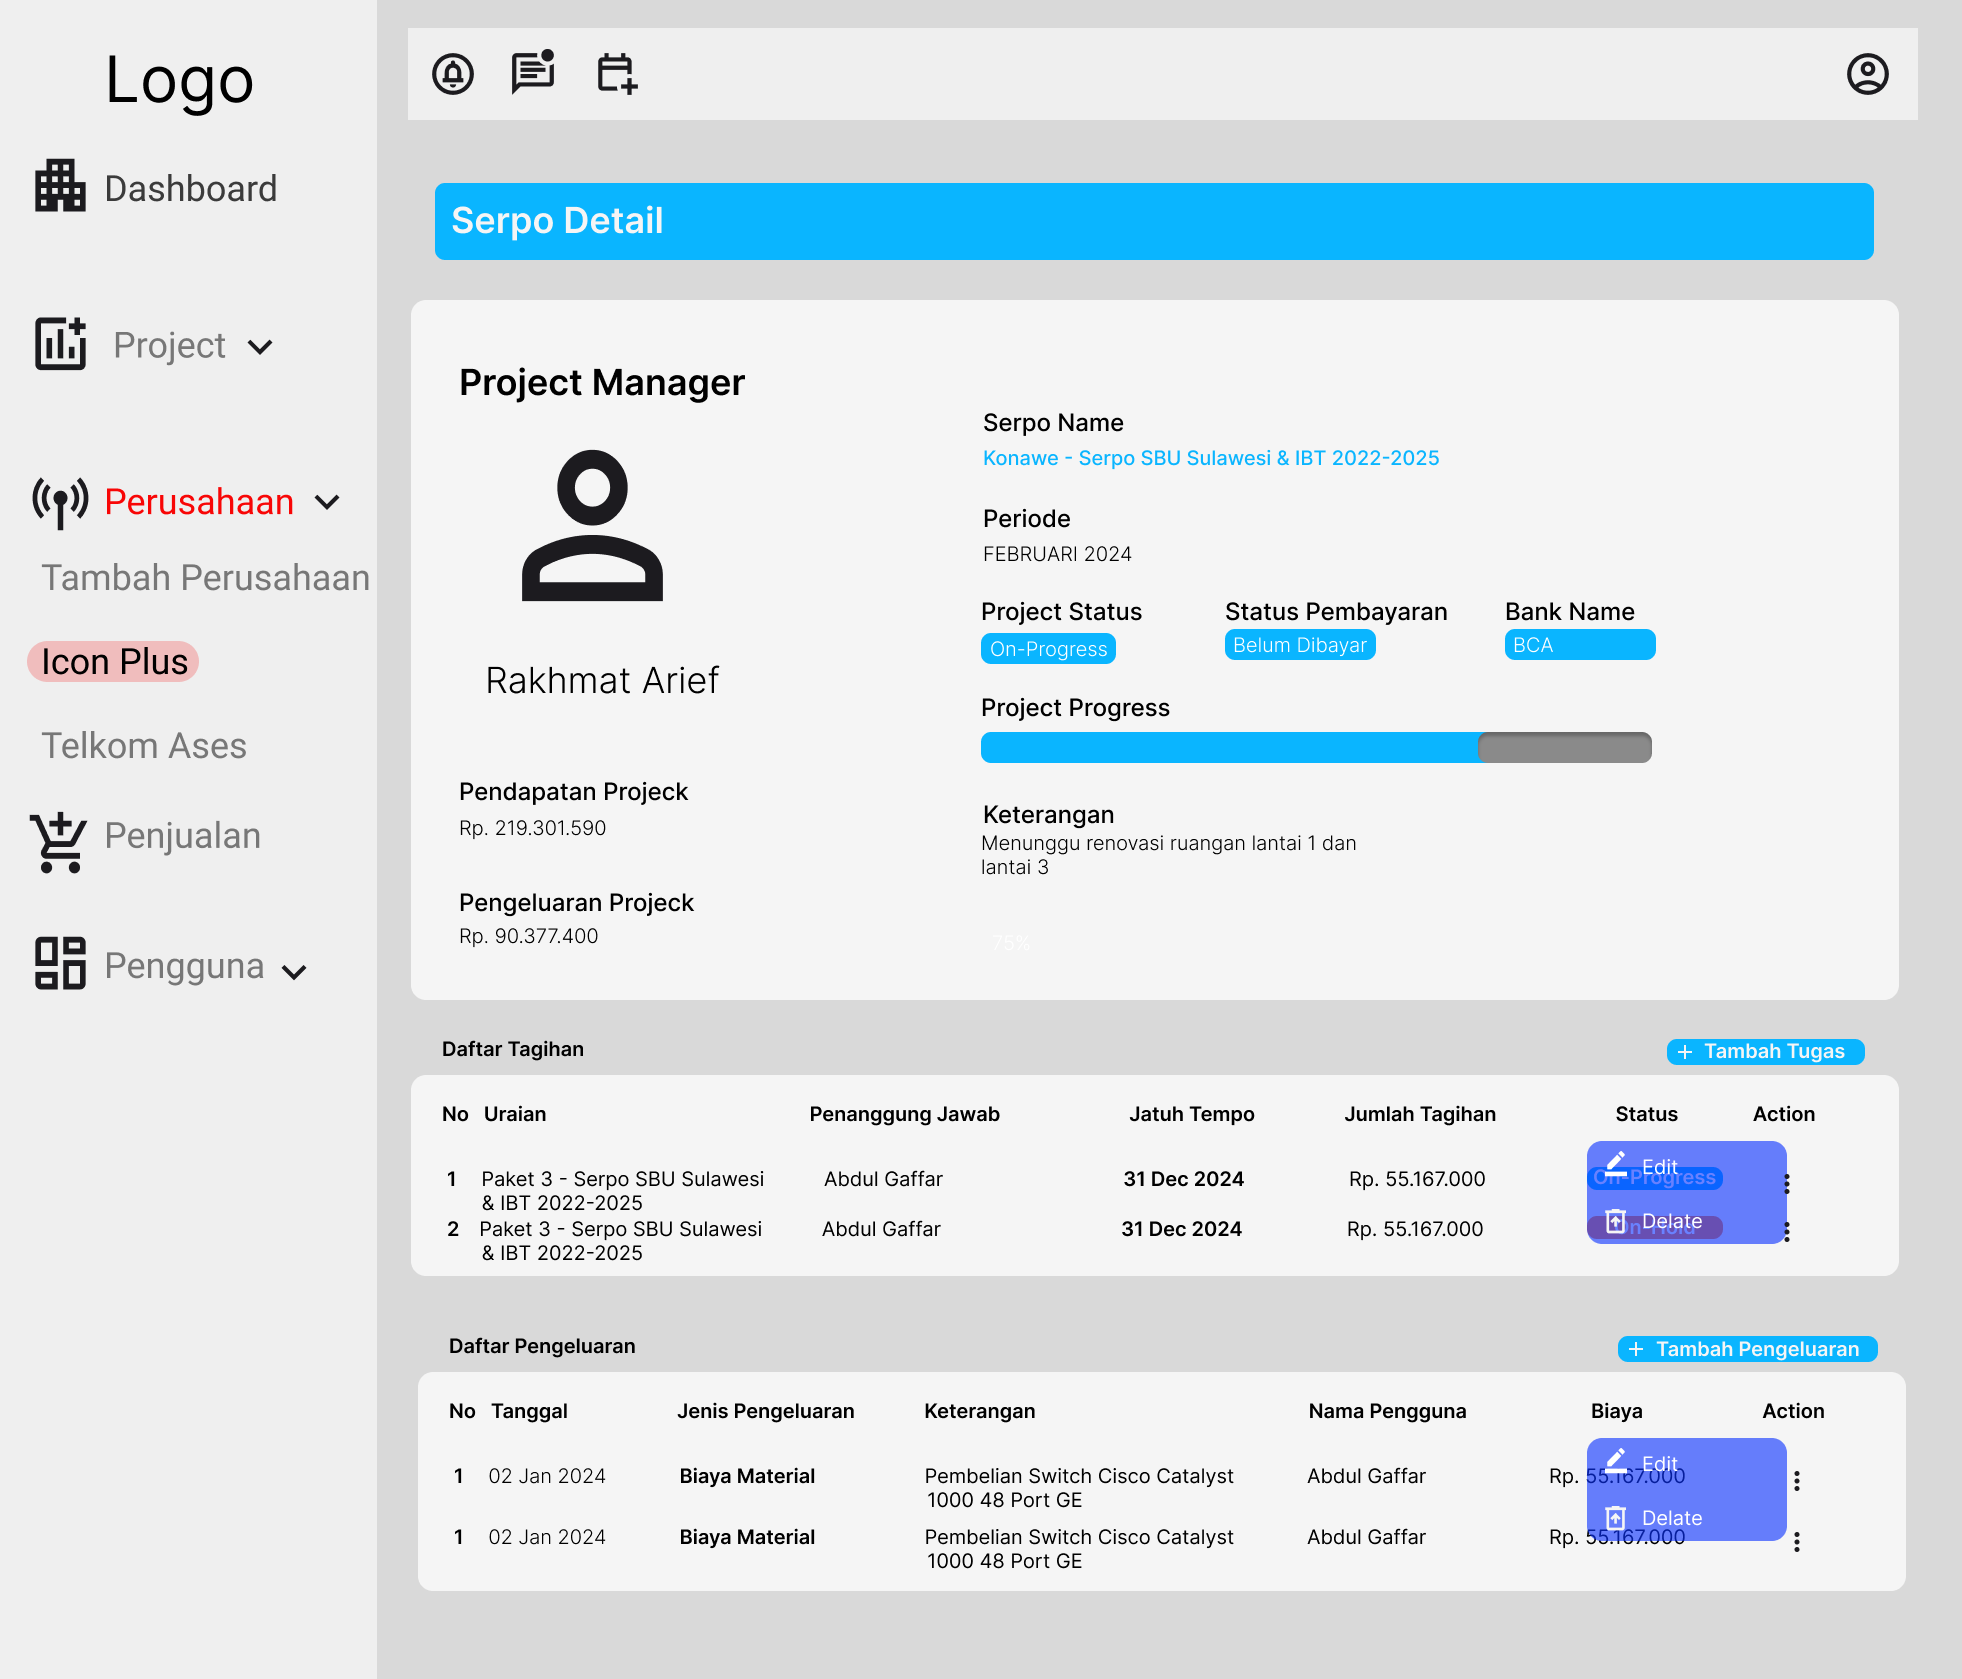 Logo
Dashboard
Project
Perusahaan
Tambah Perusahaan
Icon Plus
Telkom Ases
Penjualan
Pengguna
Serpo Detail
Project Manager
Rakhmat Arief
Pendapatan Projeck
Rp. 219.301.590
Pengeluaran Projeck
Rp. 90.377.400
Serpo Name
Konawe - Serpo SBU Sulawesi & IBT 2022-2025
Periode
FEBRUARI 2024
Project Status Status Pembayaran Bank Name
On-Progress Belum Dibayar BCA
Project Progress
Keterangan
Menunggu renovasi ruangan lantai 1 dan
lantai 3
75%
Daftar Tagihan
+ Tambah Tugas
No Uraian Penanggung Jawab Jatuh Tempo Jumlah Tagihan Status Action
1 Paket 3 - Serpo SBU Sulawesi Abdul Gaffar 31 Dec 2024 Rp. 55.167.000 On-Progress
& IBT 2022-2025
2 Paket 3 - Serpo SBU Sulawesi Abdul Gaffar 31 Dec 2024 Rp. 55.167.000 On-Hold
& IBT 2022-2025
Edit
Delate
Daftar Pengeluaran
+ Tambah Pengeluaran
No Tanggal Jenis Pengeluaran Keterangan Nama Pengguna Biaya Action
1 02 Jan 2024 Biaya Material Pembelian Switch Cisco Catalyst Abdul Gaffar Rp. 55.167.000
1000 48 Port GE
1 02 Jan 2024 Biaya Material Pembelian Switch Cisco Catalyst Abdul Gaffar Rp. 55.167.000
1000 48 Port GE
Edit
Delate